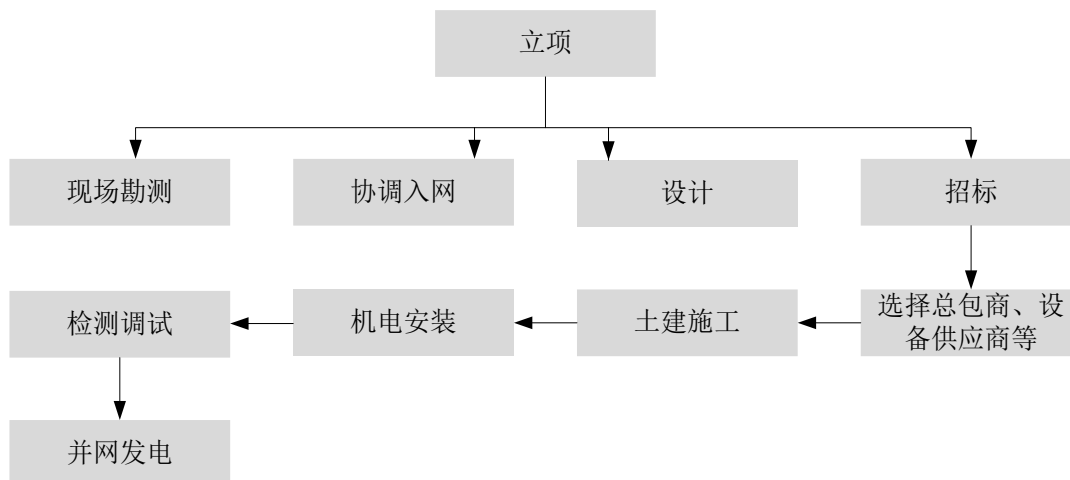 立项
现场勘测
协调入网
设计
招标
检测调试
机电安装
土建施工
选择总包商、设
备供应商等
并网发电